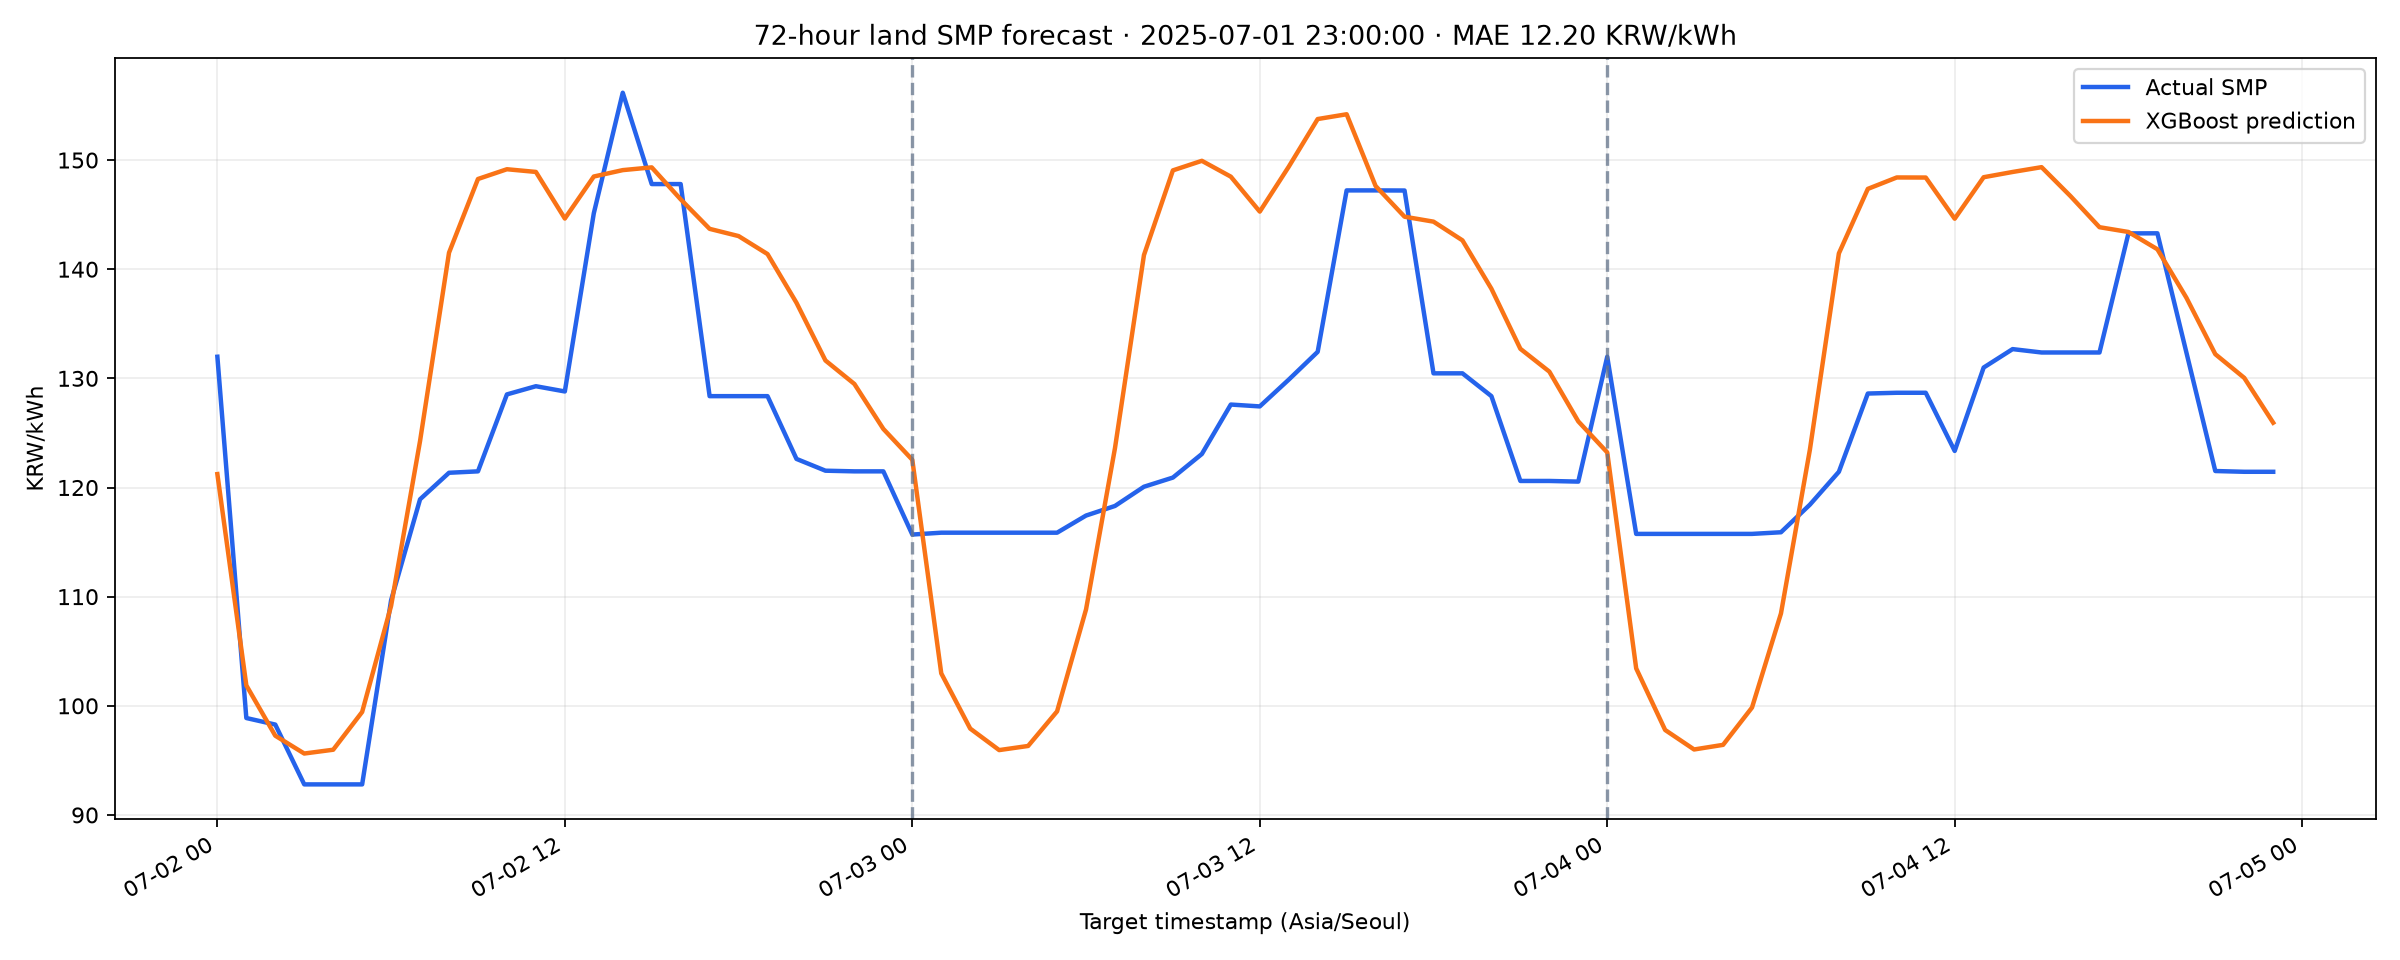 72-hour land SMP forecast · 2025-07-01 23:00:00 · MAE 12.20 KRW/kWh
Actual SMP
XGBoost prediction
KRW/kWh
150
140
130
120
110
100
90
07-02 00
07-02 12
07-03 00
07-03 12
07-04 00
07-04 12
07-05 00
Target timestamp (Asia/Seoul)